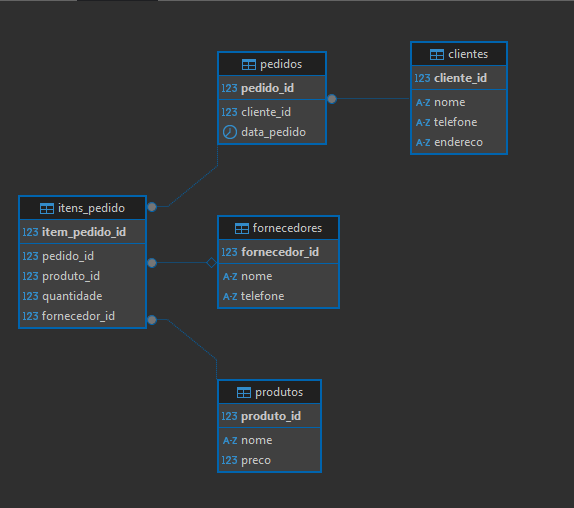 pedidos
123 pedido_id
123 cliente_id
data_pedido
clientes
123 cliente_id
A-Z nome
A-Z telefone
A-Z endereco
itens_pedido
123 item_pedido_id
123 pedido_id
123 produto_id
123 quantidade
123 fornecedor_id
fornecedores
123 fornecedor_id
A-Z nome
A-Z telefone
produtos
123 produto_id
A-Z nome
123 preco